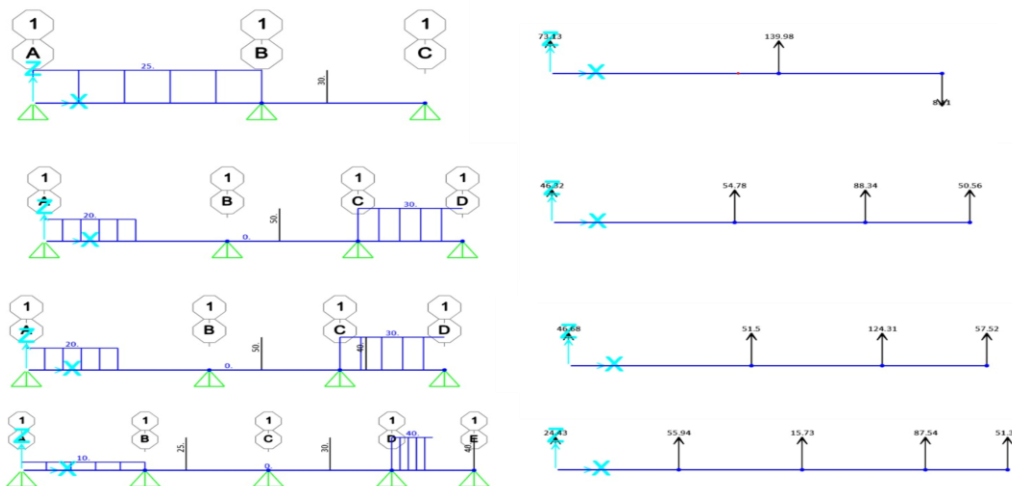 1 1 1
A B C
Z
25.
30.
X
73.13 139.98
Z
X
1 1 1 1
A B C D
Z
20. 50. 30.
X 0.
46.32 54.78 88.34 50.56
Z
X
1 1 1 1
A B C D
Z
20. 50. 40. 30.
X 0.
46.68 51.5 124.31 57.52
Z
X
1 1 1 1 1
A B C D E
Z
10. 25. 30. 40. 40.
X 0.
24.43 55.94 15.73 87.54 51.3
Z
X